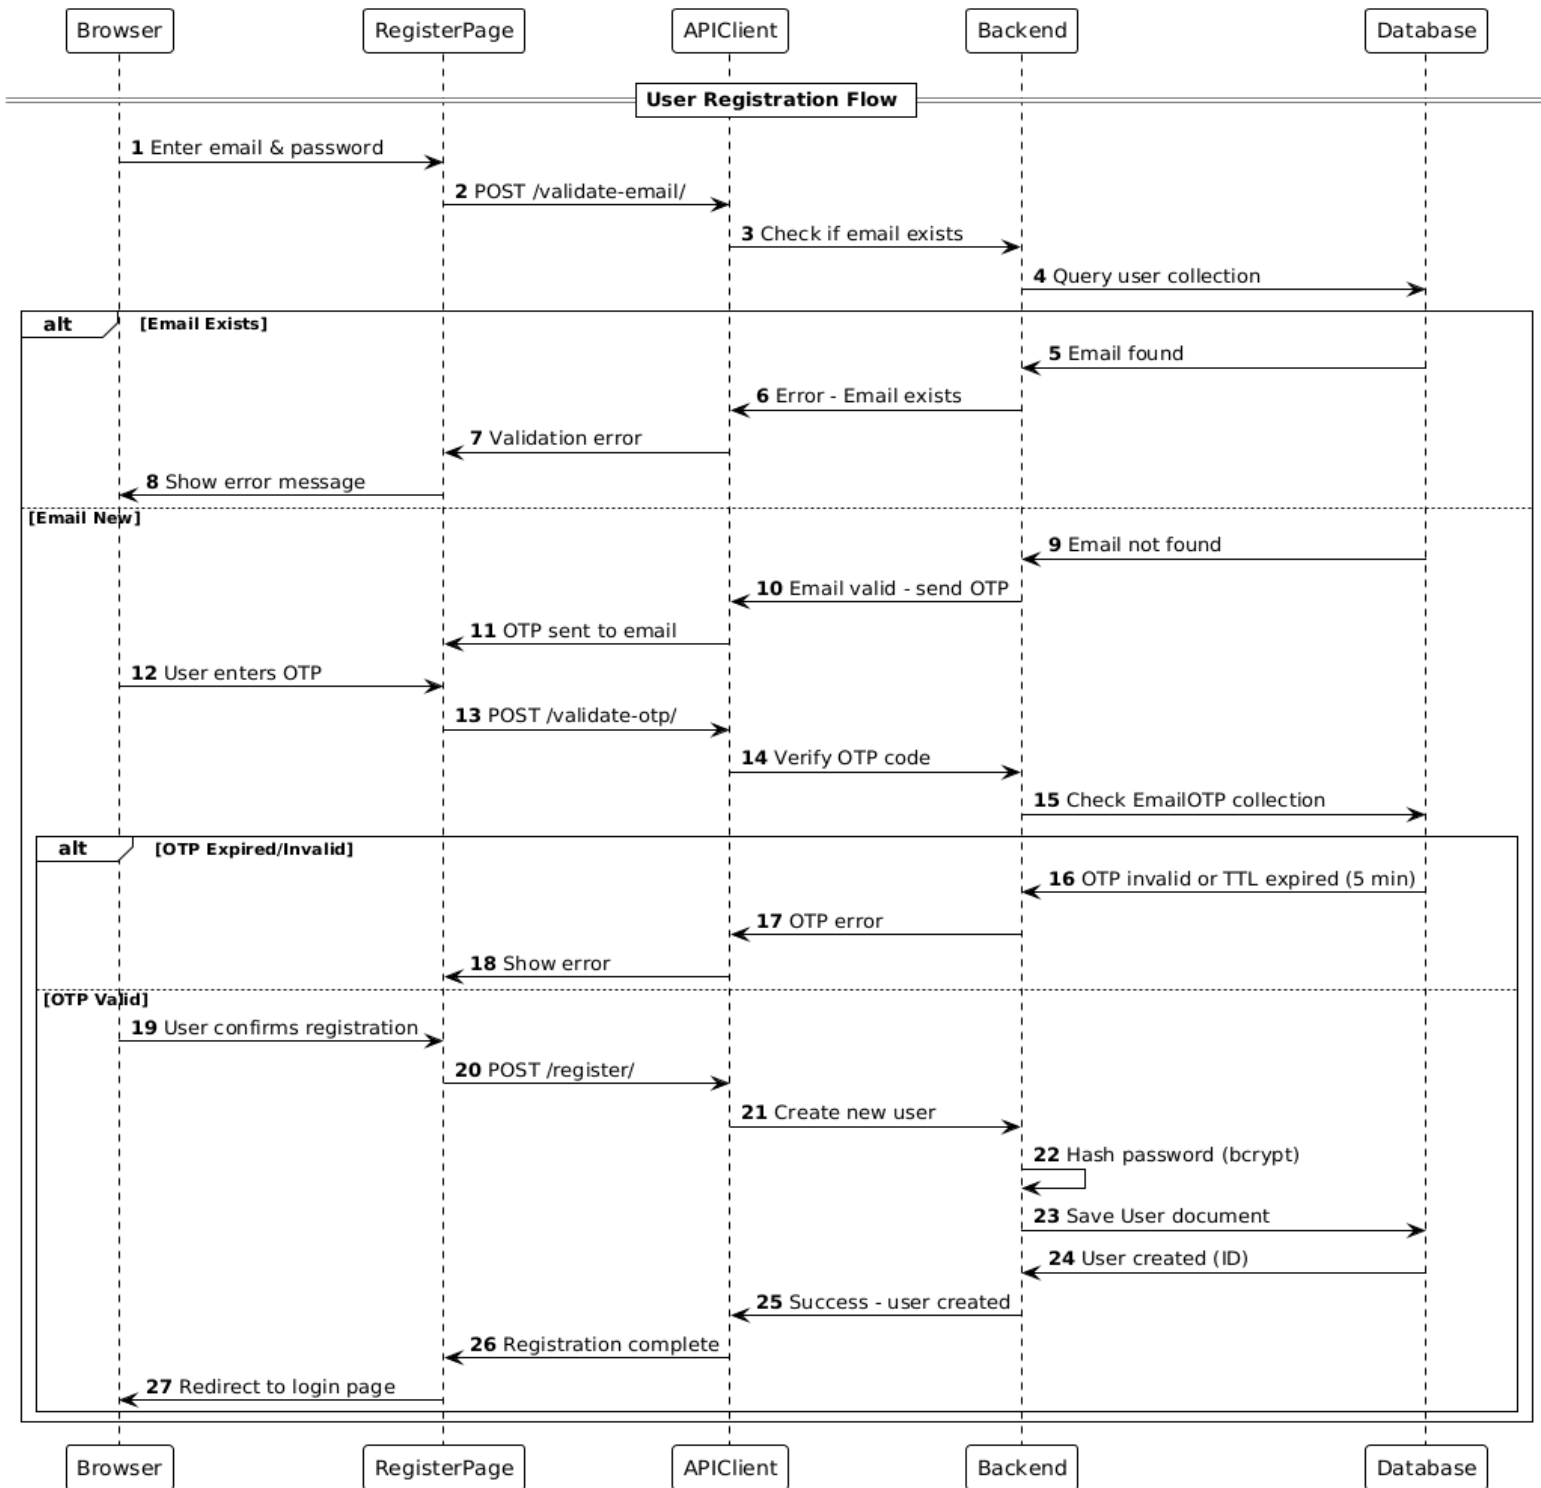 Browser RegisterPage APIClient Backend Database
User Registration Flow
1 Enter email & password
2 POST /validate-email/
3 Check if email exists
4 Query user collection
alt [Email Exists]
5 Email found
6 Error - Email exists
7 Validation error
8 Show error message
[Email New]
9 Email not found
10 Email valid - send OTP
11 OTP sent to email
12 User enters OTP
13 POST /validate-otp/
14 Verify OTP code
15 Check EmailOTP collection
alt [OTP Expired/Invalid]
16 OTP invalid or TTL expired (5 min)
17 OTP error
18 Show error
[OTP Valid]
19 User confirms registration
20 POST /register/
21 Create new user
22 Hash password (bcrypt)
23 Save User document
24 User created (ID)
25 Success - user created
26 Registration complete
27 Redirect to login page
Browser RegisterPage APIClient Backend Database